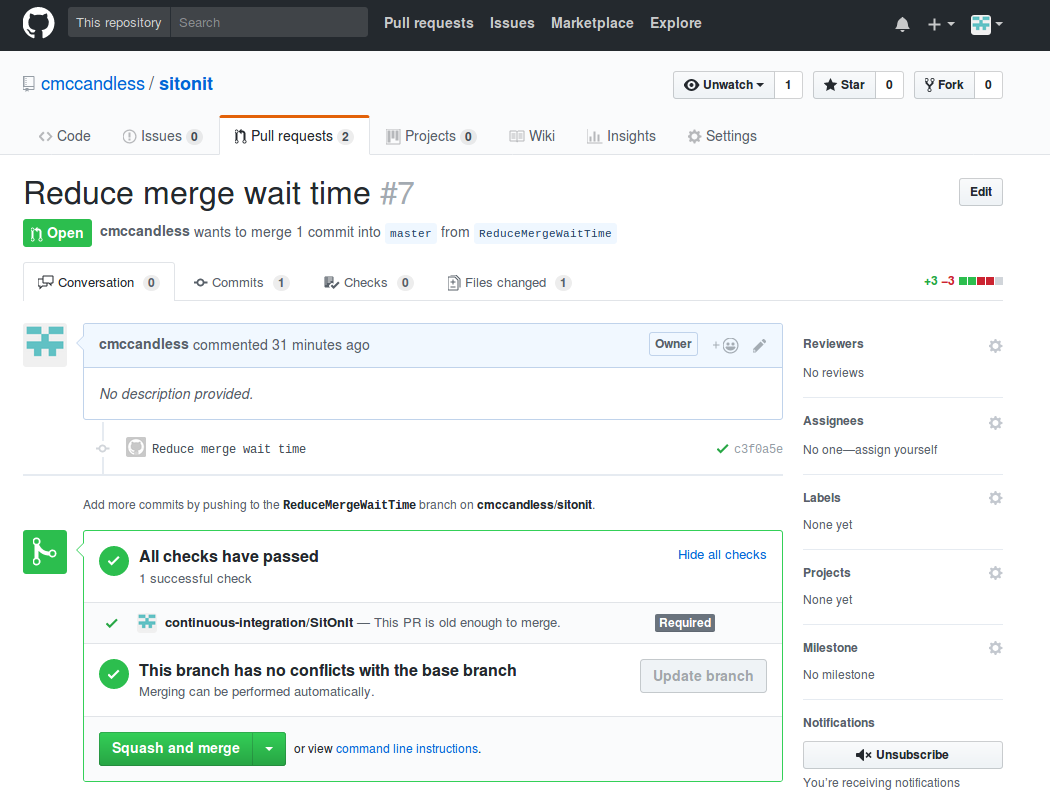 This repository Search Pull requests Issues Marketplace Explore
cmccandless / sitonit Unwatch 1 Star 0 Fork 0
Code Issues 0 Pull requests 2 Projects 0 Wiki Insights Settings
Reduce merge wait time #7 Edit
Open cmccandless wants to merge 1 commit into master from ReduceMergeWaitTime
Conversation 0 Commits 1 Checks 0 Files changed 1 +3 −3
cmccandless commented 31 minutes ago Owner +
No description provided.
Reduce merge wait time c3f0a5e
Add more commits by pushing to the ReduceMergeWaitTime branch on cmccandless/sitonit.
All checks have passed Hide all checks
1 successful check
continuous-integration/SitOnIt — This PR is old enough to merge. Required
This branch has no conflicts with the base branch
Merging can be performed automatically.
Update branch
Squash and merge or view command line instructions.
Reviewers
No reviews
Assignees
No one—assign yourself
Labels
None yet
Projects
None yet
Milestone
No milestone
Notifications
Unsubscribe
You’re receiving notifications